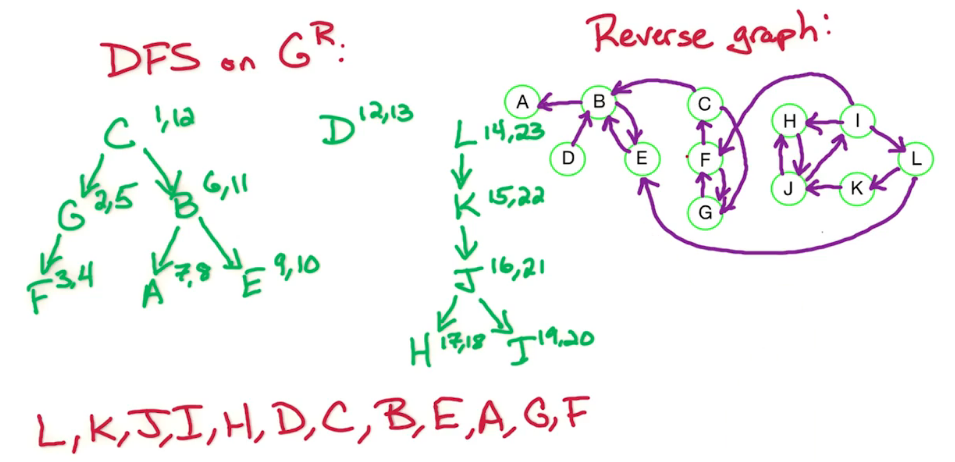 DFS on G^R:
Reverse graph:
C 1,12
D 12,13
L 14,23
G 2,5
B 6,11
K 15,22
F 3,4
A 7,8
E 9,10
J 16,21
H 17,18
I 19,20
A B C H I
D E F L
G J K
L, K, J, I, H, D, C, B, E, A, G, F